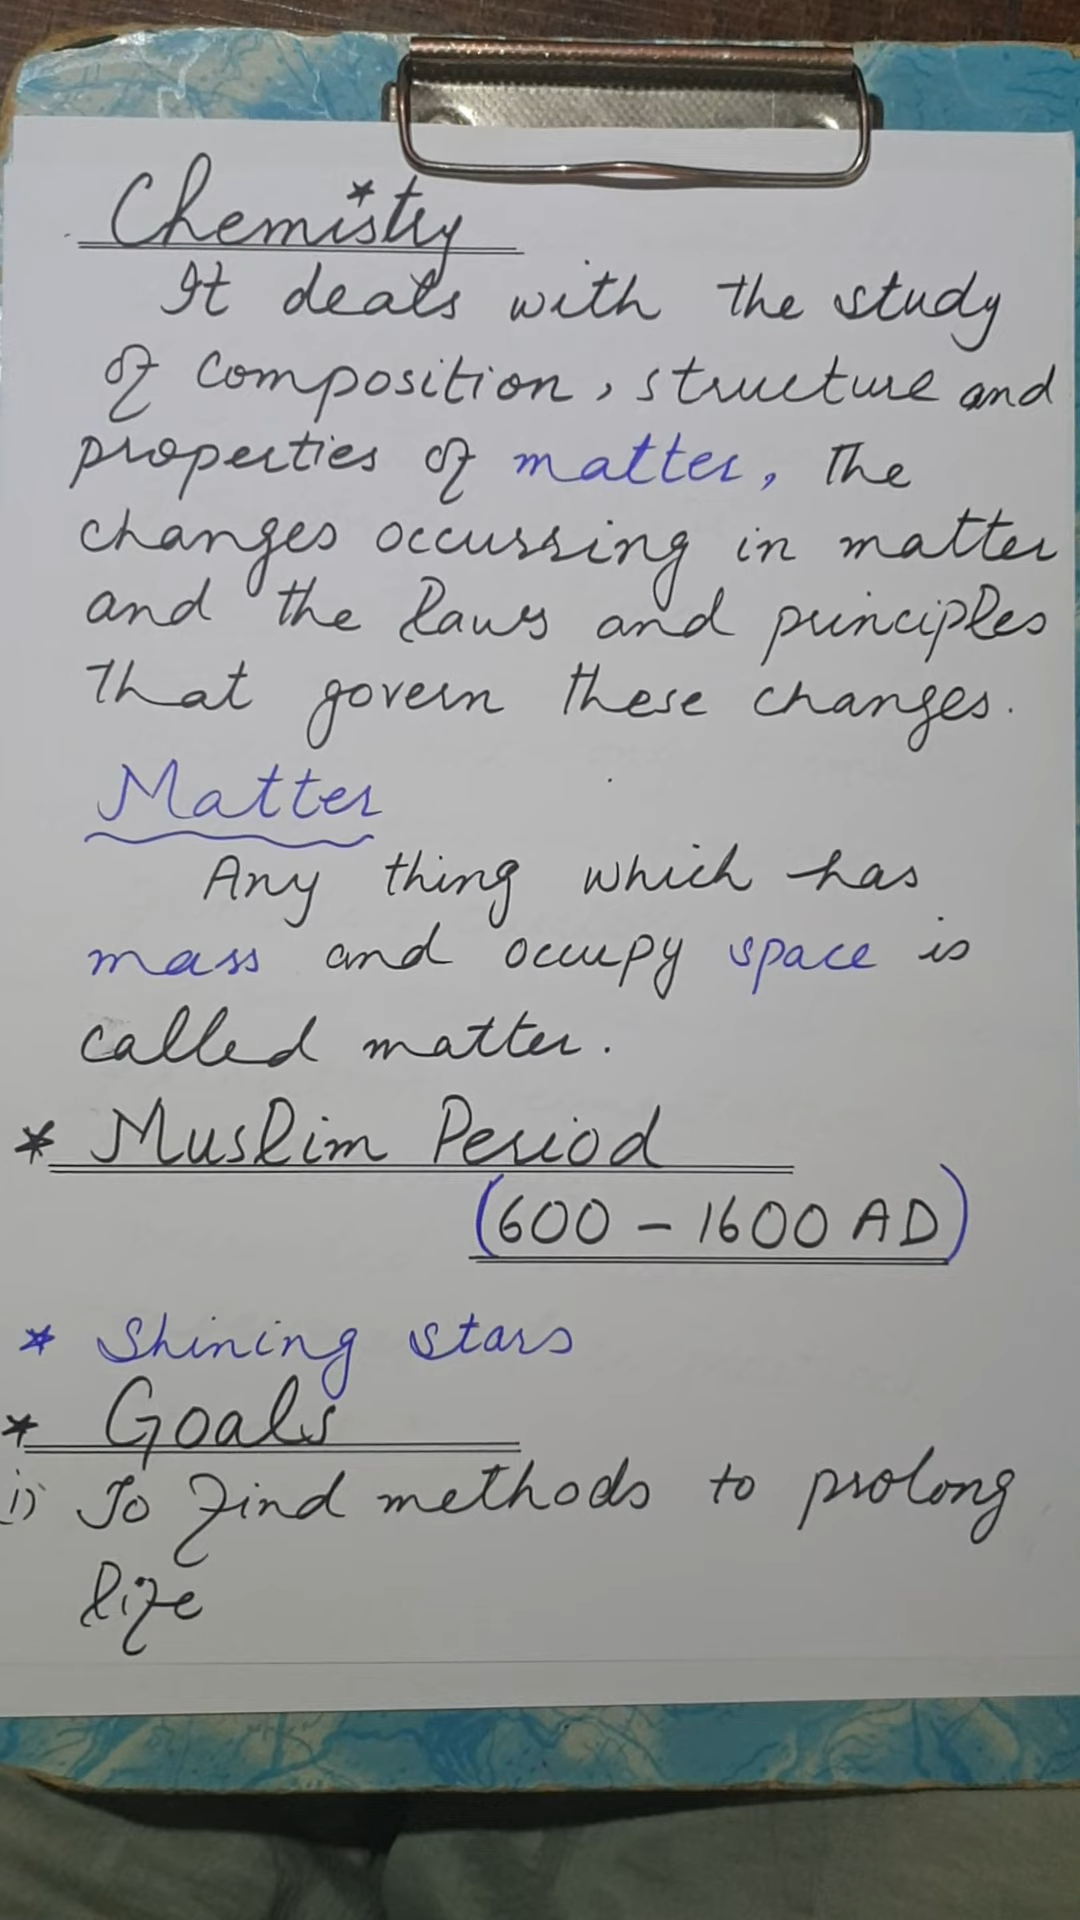 Chemistry
It deals with the study
of composition, structure and
properties of matter, The
changes occurring in matter
and the laws and principles
That govern these changes.
Matter
Any thing which has
mass and occupy space is
called matter.
* Muslim Period
(600 - 1600 AD)
* Shining stars
* Goals
i) To find methods to prolong
life